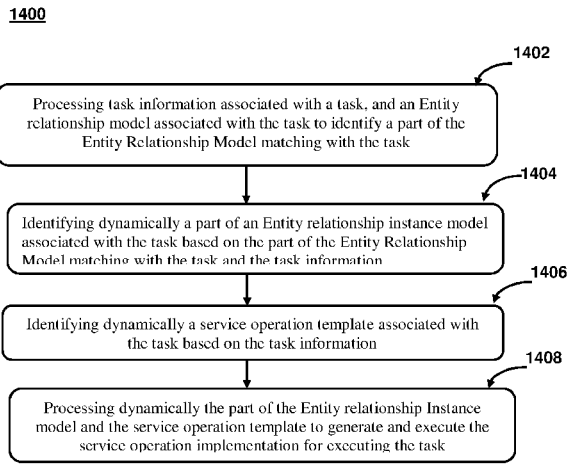 1400
1402
Processing task information associated with a task, and an Entity
relationship model associated with the task to identify a part of the
Entity Relationship Model matching with the task
1404
Identifying dynamically a part of an Entity relationship instance model
associated with the task based on the part of the Entity Relationship
Model matching with the task and the task information
1406
Identifying dynamically a service operation template associated with
the task based on the task information
1408
Processing dynamically the part of the Entity relationship Instance
model and the service operation template to generate and execute the
service operation implementation for executing the task